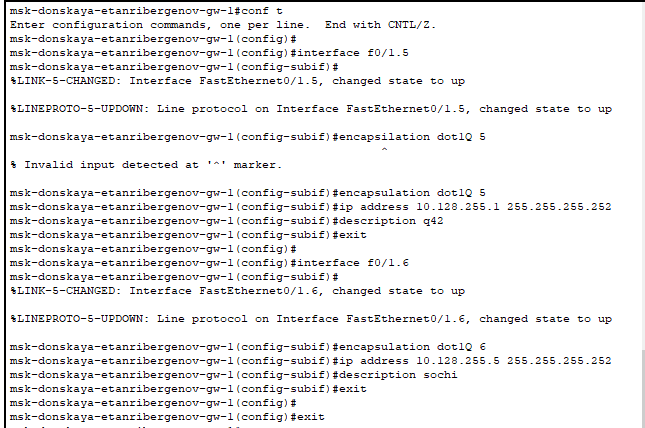 msk-donskaya-etanribergenov-gw-1#conf t
Enter configuration commands, one per line.  End with CNTL/Z.
msk-donskaya-etanribergenov-gw-1(config)#
msk-donskaya-etanribergenov-gw-1(config)#interface f0/1.5
msk-donskaya-etanribergenov-gw-1(config-subif)#
%LINK-5-CHANGED: Interface FastEthernet0/1.5, changed state to up
%LINEPROTO-5-UPDOWN: Line protocol on Interface FastEthernet0/1.5, changed state to up
msk-donskaya-etanribergenov-gw-1(config-subif)#encapsilation dot1Q 5
^
% Invalid input detected at '^' marker.
msk-donskaya-etanribergenov-gw-1(config-subif)#encapsulation dot1Q 5
msk-donskaya-etanribergenov-gw-1(config-subif)#ip address 10.128.255.1 255.255.255.252
msk-donskaya-etanribergenov-gw-1(config-subif)#description q42
msk-donskaya-etanribergenov-gw-1(config-subif)#exit
msk-donskaya-etanribergenov-gw-1(config)#
msk-donskaya-etanribergenov-gw-1(config)#interface f0/1.6
msk-donskaya-etanribergenov-gw-1(config-subif)#
%LINK-5-CHANGED: Interface FastEthernet0/1.6, changed state to up
%LINEPROTO-5-UPDOWN: Line protocol on Interface FastEthernet0/1.6, changed state to up
msk-donskaya-etanribergenov-gw-1(config-subif)#encapsulation dot1Q 6
msk-donskaya-etanribergenov-gw-1(config-subif)#ip address 10.128.255.5 255.255.255.252
msk-donskaya-etanribergenov-gw-1(config-subif)#description sochi
msk-donskaya-etanribergenov-gw-1(config-subif)#exit
msk-donskaya-etanribergenov-gw-1(config)#
msk-donskaya-etanribergenov-gw-1(config)#exit